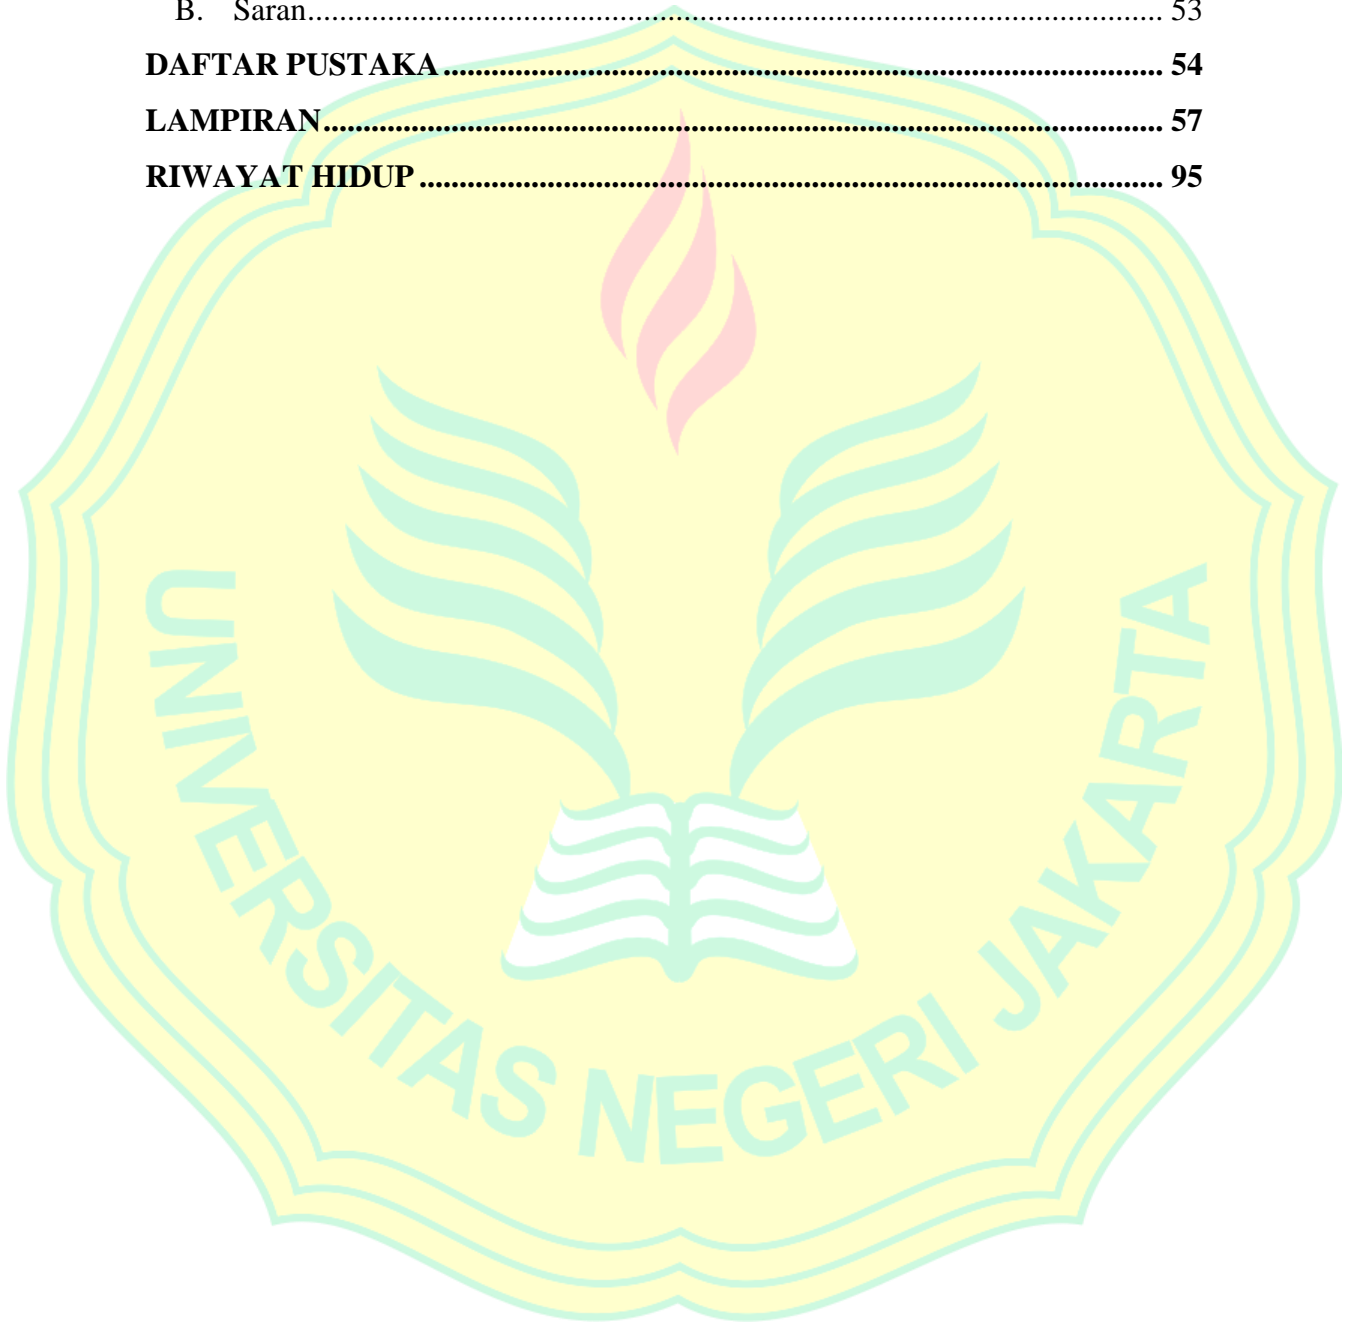 B. Saran........................................................................................................ 53
DAFTAR PUSTAKA ........................................................................................ 54
LAMPIRAN....................................................................................................... 57
RIWAYAT HIDUP ........................................................................................... 95
UNIVERSITAS NEGERI JAKARTA